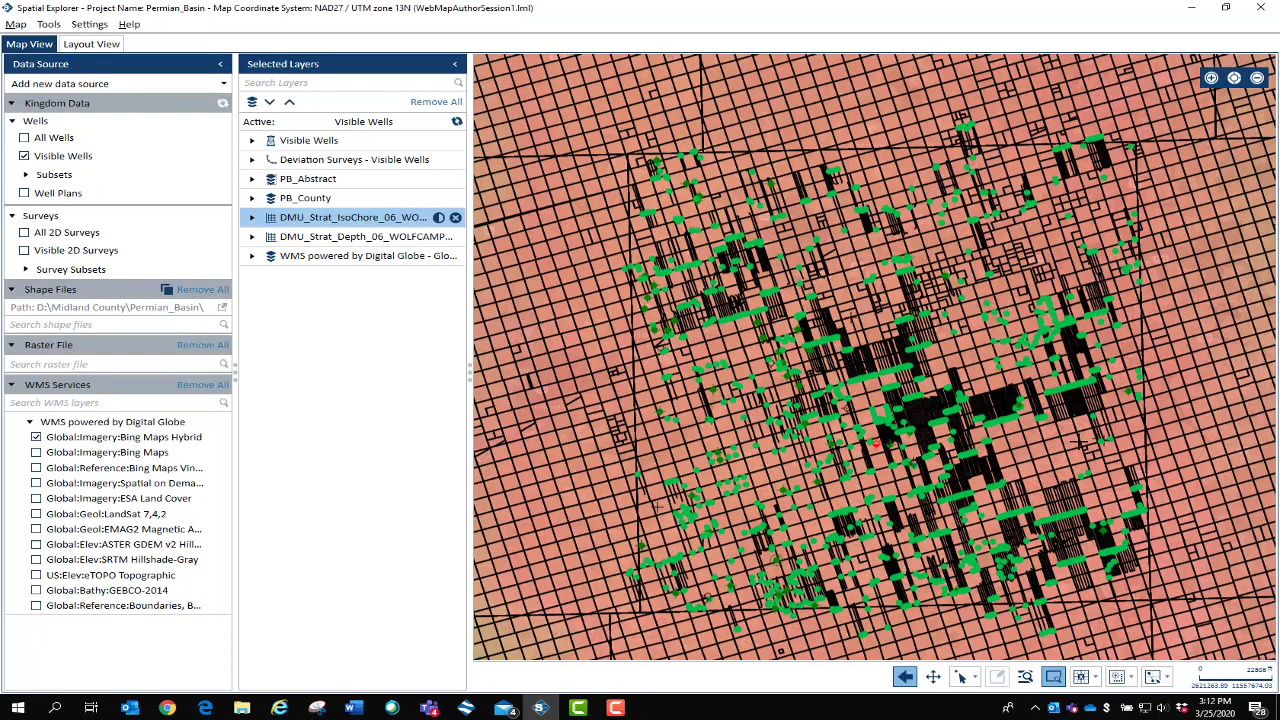 Spatial Explorer - Project Name: Permian_Basin - Map Coordinate System: NAD27 / UTM zone 13N (WebMapAuthorSession1.lml)
Map Tools Settings Help
Map View Layout View
Data Source
Add new data source
Kingdom Data
Wells
All Wells
Visible Wells
Subsets
Well Plans
Surveys
All 2D Surveys
Visible 2D Surveys
Survey Subsets
Shape Files Remove All
Path: D:\Midland County\Permian_Basin\
Search shape files
Raster File Remove All
Search raster file
WMS Services Remove All
Search WMS layers
WMS powered by Digital Globe
Global:Imagery:Bing Maps Hybrid
Global:Imagery:Bing Maps
Global:Reference:Bing Maps Vin...
Global:Imagery:Spatial on Dema...
Global:Imagery:ESA Land Cover
Global:Geol:LandSat 7,4,2
Global:Geol:EMAG2 Magnetic A...
Global:Elev:ASTER GDEM v2 Hill...
Global:Elev:SRTM Hillshade-Gray
US:Elev:eTOPO Topographic
Global:Bathy:GEBCO-2014
Global:Reference:Boundaries, B...
Selected Layers
Search Layers
Remove All
Active: Visible Wells
Visible Wells
Deviation Surveys - Visible Wells
PB_Abstract
PB_County
DMU_Strat_IsoChore_06_WO...
DMU_Strat_Depth_06_WOLFCAMP...
WMS powered by Digital Globe - Glo...
0 22808 ft
2621263.89 11557674.03
3:12 PM
3/25/2020
28